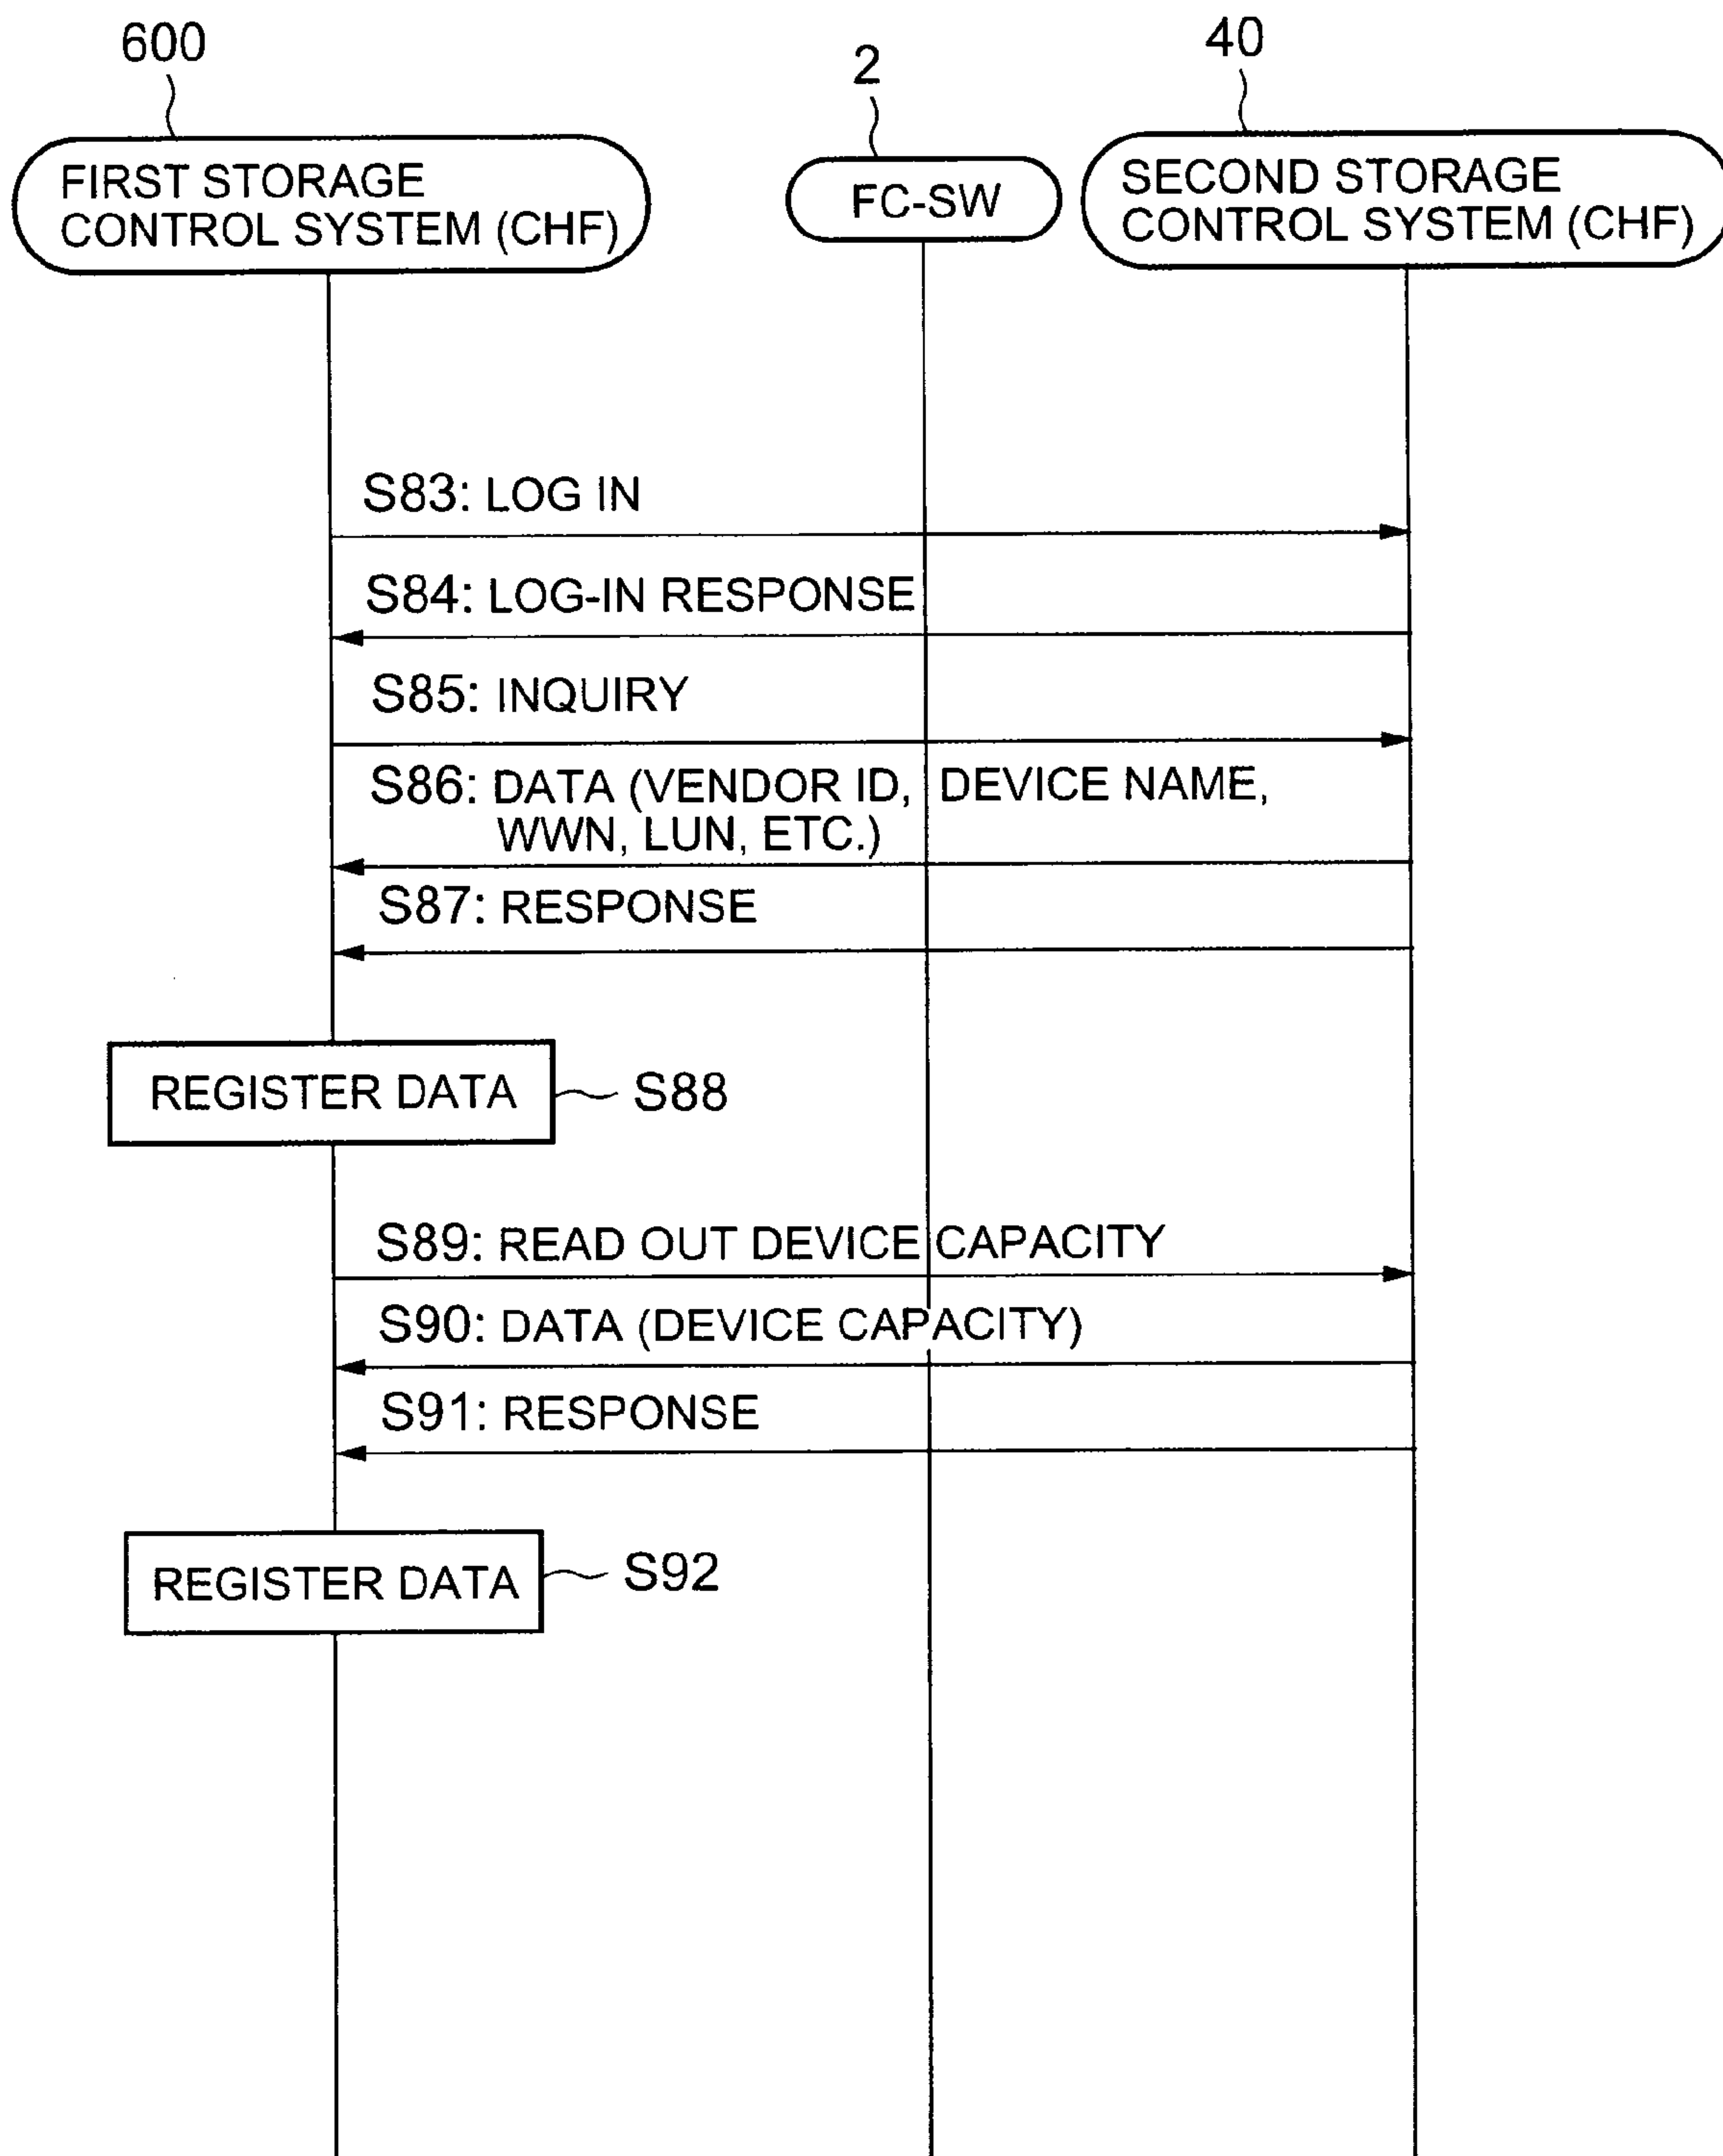 600
2
40
FIRST STORAGE
CONTROL SYSTEM (CHF)
FC-SW
SECOND STORAGE
CONTROL SYSTEM (CHF)
S83: LOG IN
S84: LOG-IN RESPONSE
S85: INQUIRY
S86: DATA (VENDOR ID, DEVICE NAME,
WWN, LUN, ETC.)
S87: RESPONSE
REGISTER DATA
S88
S89: READ OUT DEVICE CAPACITY
S90: DATA (DEVICE CAPACITY)
S91: RESPONSE
REGISTER DATA
S92